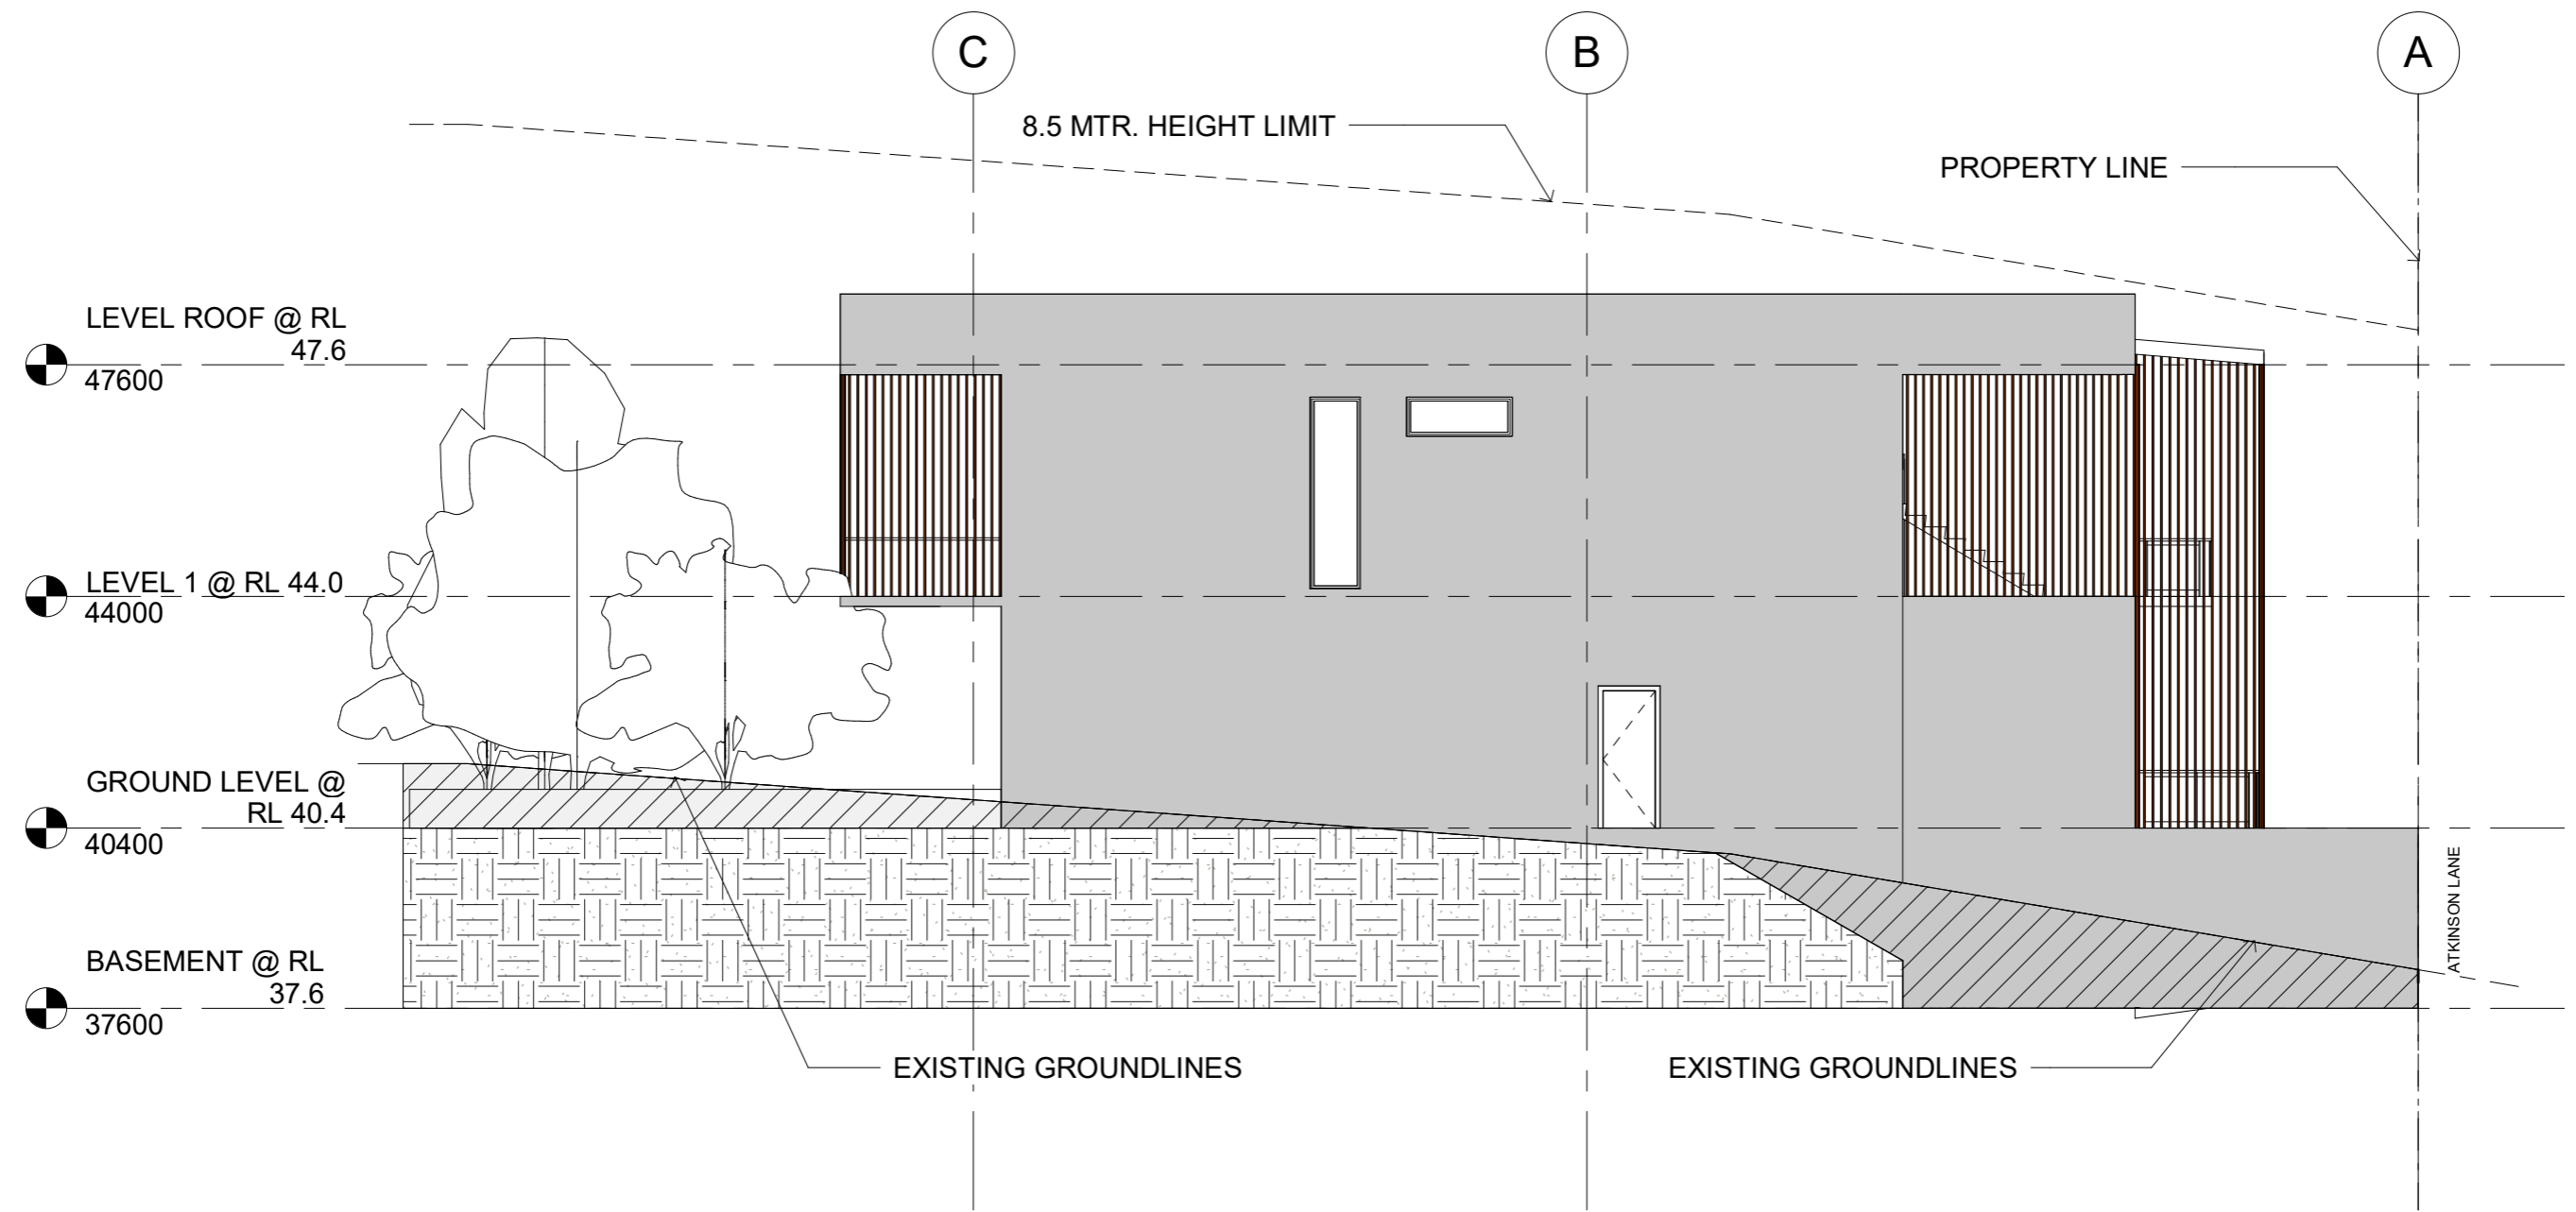 C
B
A
8.5 MTR. HEIGHT LIMIT
PROPERTY LINE
LEVEL ROOF @ RL
47.6
47600
LEVEL 1 @ RL 44.0
44000
GROUND LEVEL @
RL 40.4
40400
ATKINSON LANE
BASEMENT @ RL
37.6
37600
EXISTING GROUNDLINES
EXISTING GROUNDLINES